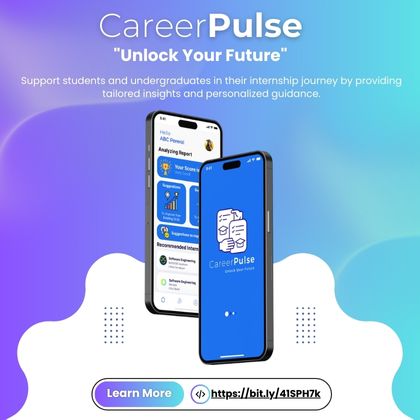 CareerPulse
"Unlock Your Future"
Support students and undergraduates in their internship journey by providing
tailored insights and personalized guidance.
Hello
ABC Perera!
Analyzing Report
Your Score
Suggestions
Suggestions to
Recommended Intern
Software Engineering
Software Engineering
9:41
CareerPulse
Unlock Your Future
Learn More
https://bit.ly/41SPH7k